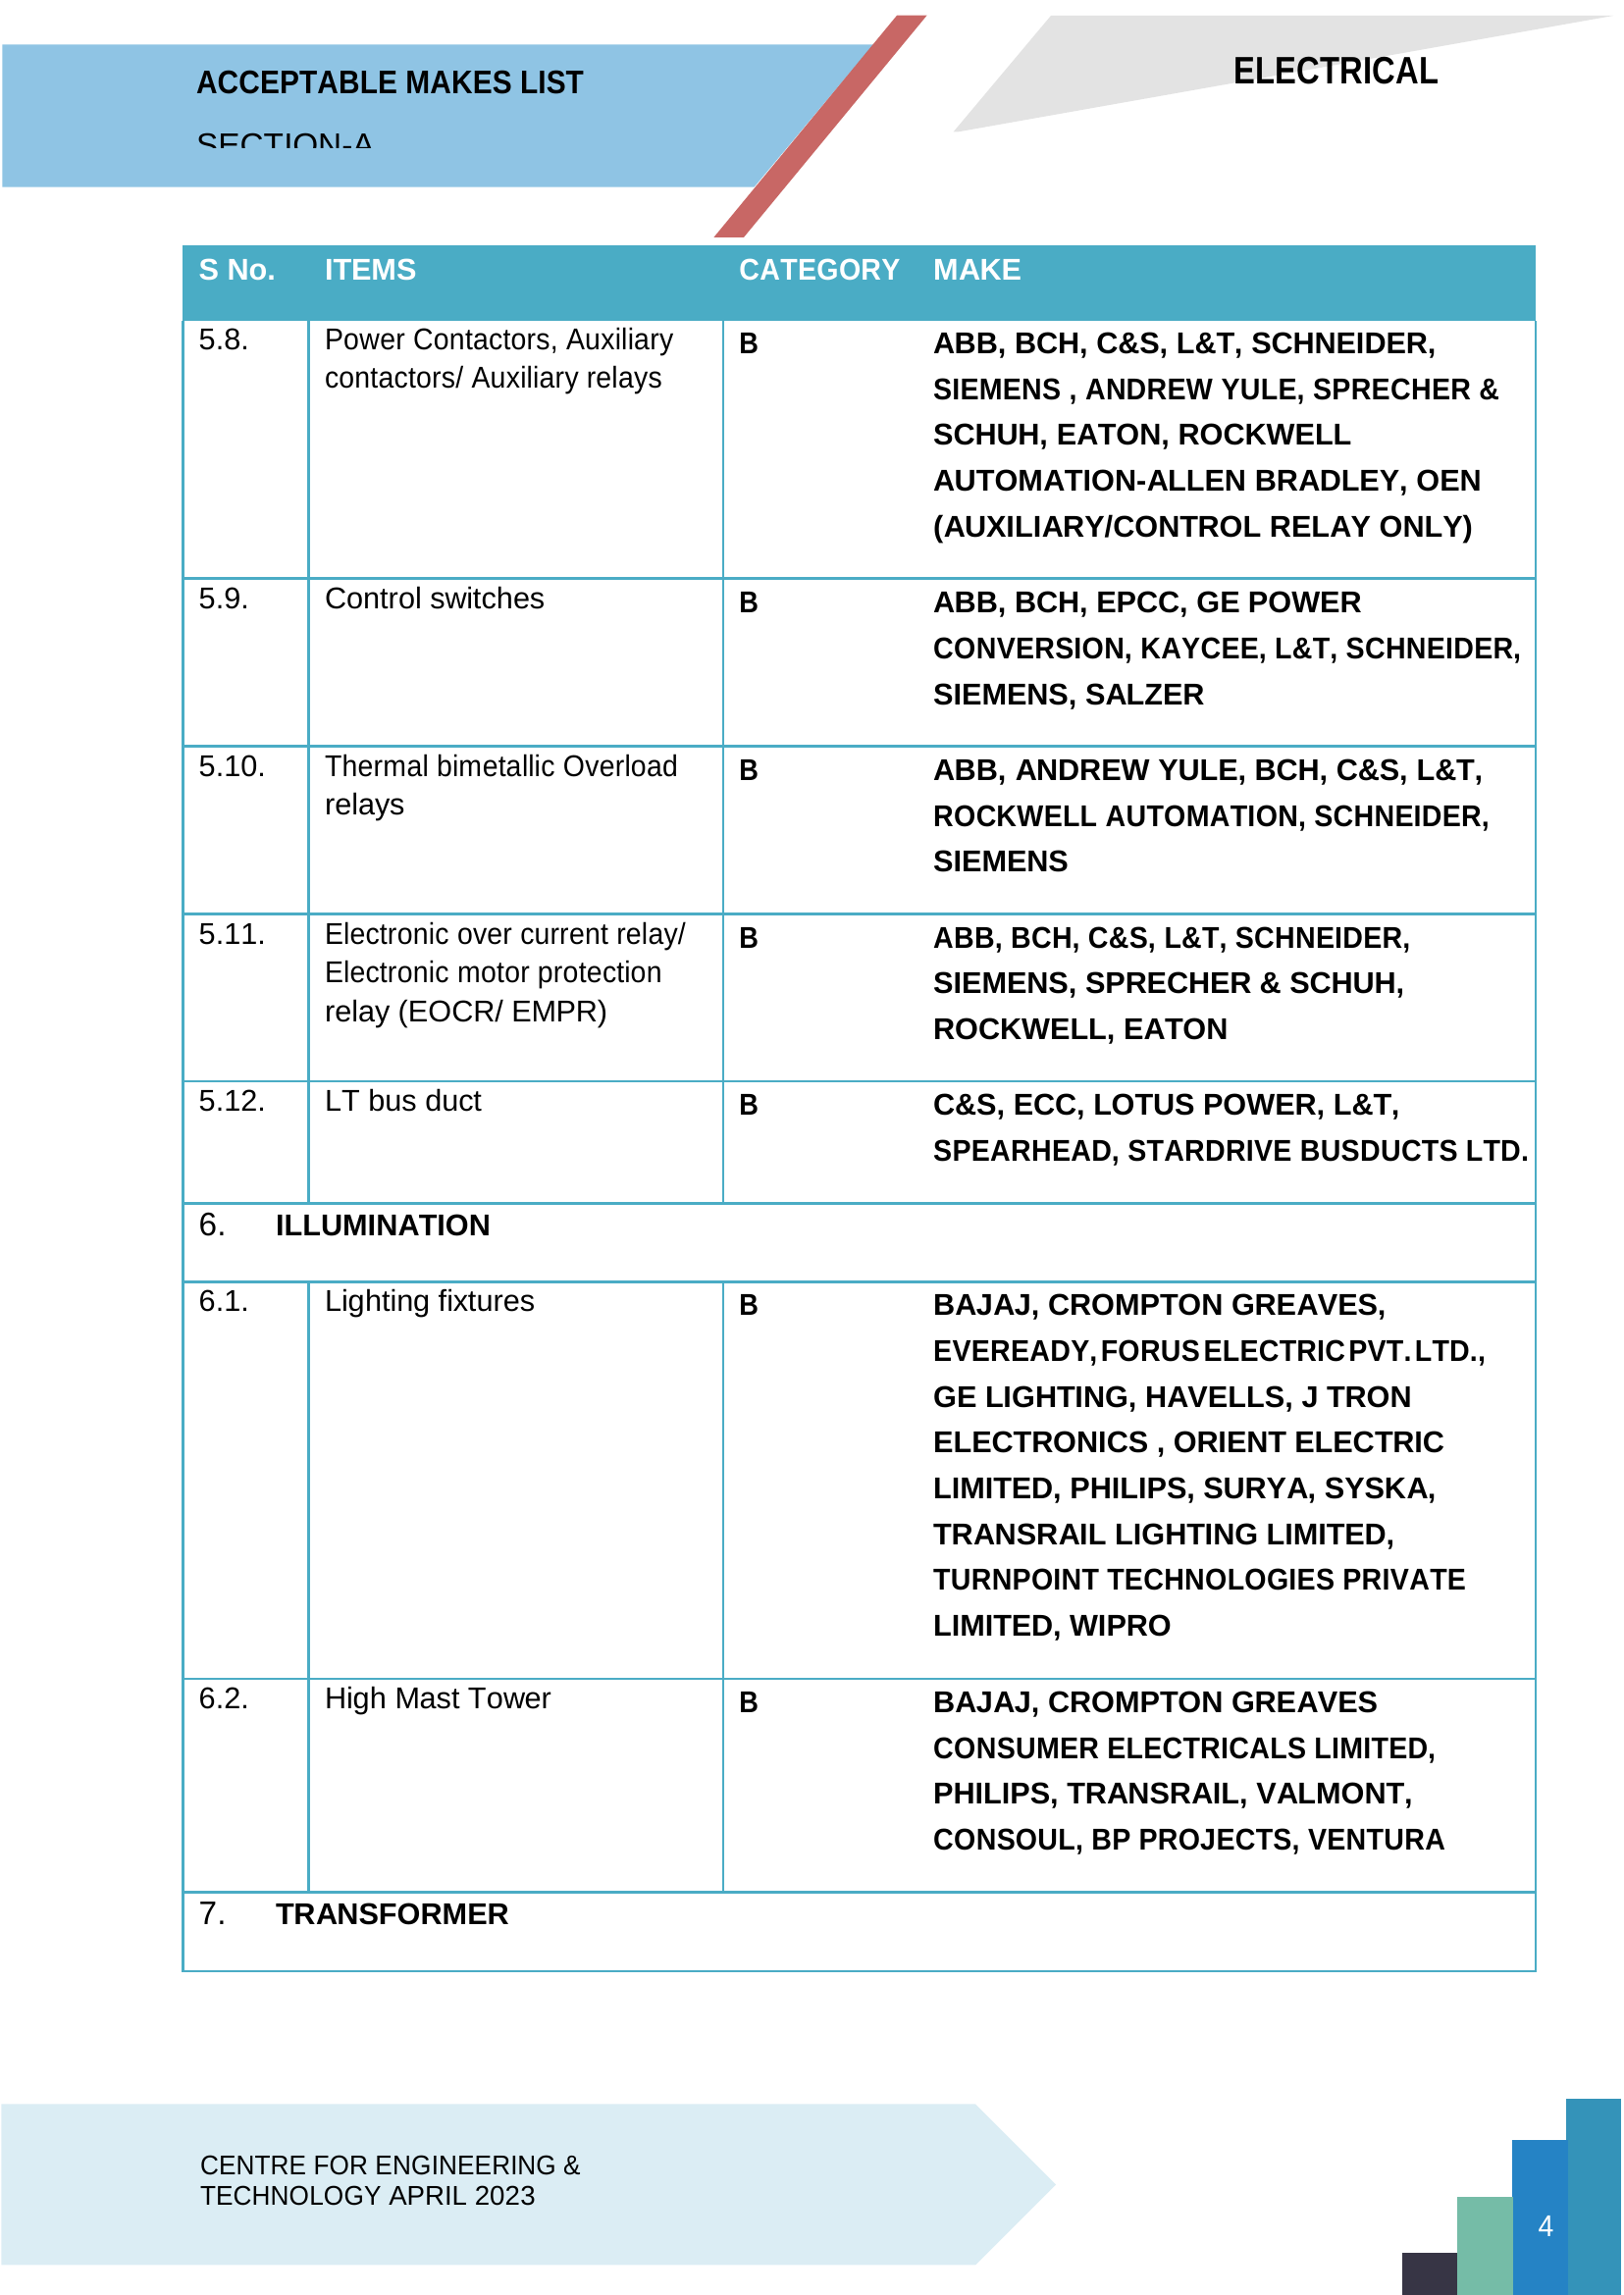 ACCEPTABLE MAKES LIST
SECTION-A
ELECTRICAL
S No. ITEMS CATEGORY MAKE
5.8. Power Contactors, Auxiliary contactors/ Auxiliary relays B ABB, BCH, C&S, L&T, SCHNEIDER,
SIEMENS , ANDREW YULE, SPRECHER &
SCHUH, EATON, ROCKWELL
AUTOMATION-ALLEN BRADLEY, OEN
(AUXILIARY/CONTROL RELAY ONLY)
5.9. Control switches B ABB, BCH, EPCC, GE POWER
CONVERSION, KAYCEE, L&T, SCHNEIDER,
SIEMENS, SALZER
5.10. Thermal bimetallic Overload relays B ABB, ANDREW YULE, BCH, C&S, L&T,
ROCKWELL AUTOMATION, SCHNEIDER,
SIEMENS
5.11. Electronic over current relay/ Electronic motor protection relay (EOCR/ EMPR) B ABB, BCH, C&S, L&T, SCHNEIDER,
SIEMENS, SPRECHER & SCHUH,
ROCKWELL, EATON
5.12. LT bus duct B C&S, ECC, LOTUS POWER, L&T,
SPEARHEAD, STARDRIVE BUSDUCTS LTD.
6. ILLUMINATION
6.1. Lighting fixtures B BAJAJ, CROMPTON GREAVES,
EVEREADY, FORUS ELECTRIC PVT. LTD.,
GE LIGHTING, HAVELLS, J TRON
ELECTRONICS , ORIENT ELECTRIC
LIMITED, PHILIPS, SURYA, SYSKA,
TRANSRAIL LIGHTING LIMITED,
TURNPOINT TECHNOLOGIES PRIVATE
LIMITED, WIPRO
6.2. High Mast Tower B BAJAJ, CROMPTON GREAVES
CONSUMER ELECTRICALS LIMITED,
PHILIPS, TRANSRAIL, VALMONT,
CONSOUL, BP PROJECTS, VENTURA
7. TRANSFORMER
CENTRE FOR ENGINEERING &
TECHNOLOGY APRIL 2023
4